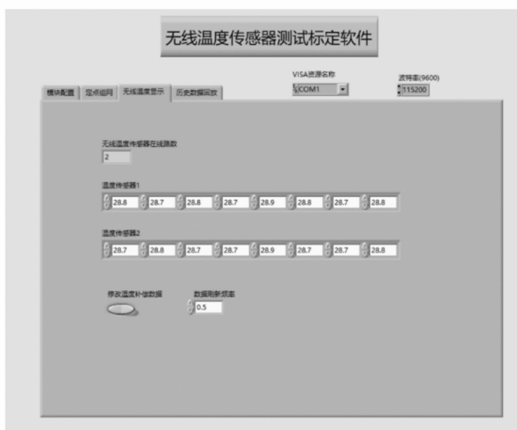 无线温度传感器测试标定软件
VISA资源名称
波特率(9600)
COM1
115200
模块配置 定点组网 无线温度显示 历史数据回放
无线温度传感器在线路数
2
温度传感器1
28.8 28.7 28.8 28.7 28.9 28.8 28.7 28.8
温度传感器2
28.7 28.8 28.7 28.7 28.9 28.7 28.7 28.8
修改温度补偿数据 数据刷新频率
0.5